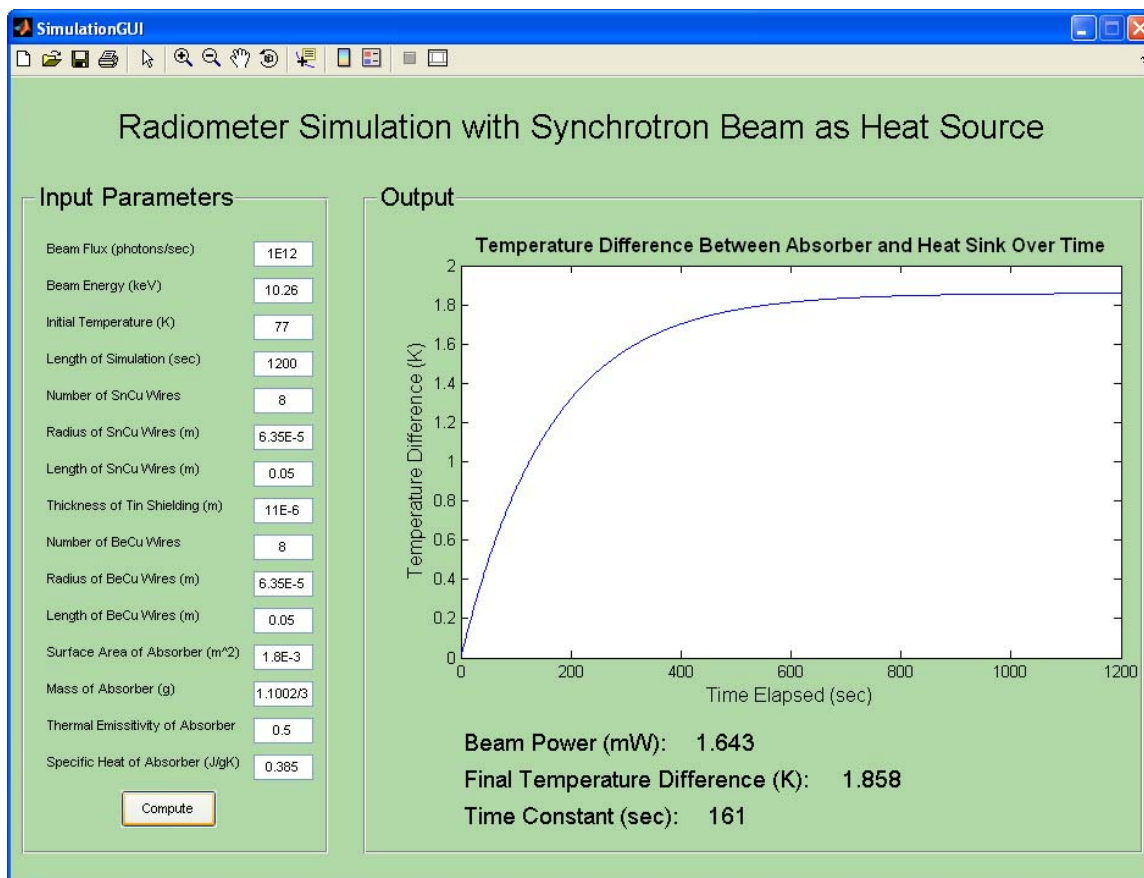 SimulationGUI
Radiometer Simulation with Synchrotron Beam as Heat Source
Input Parameters
Beam Flux (photons/sec) 1E12
Beam Energy (keV) 10.26
Initial Temperature (K) 77
Length of Simulation (sec) 1200
Number of SnCu Wires 8
Radius of SnCu Wires (m) 6.35E-5
Length of SnCu Wires (m) 0.05
Thickness of Tin Shielding (m) 11E-6
Number of BeCu Wires 8
Radius of BeCu Wires (m) 6.35E-5
Length of BeCu Wires (m) 0.05
Surface Area of Absorber (m^2) 1.8E-3
Mass of Absorber (g) 1.1002/3
Thermal Emissitivity of Absorber 0.5
Specific Heat of Absorber (J/gK) 0.385
Compute
Output
Temperature Difference Between Absorber and Heat Sink Over Time
Temperature Difference (K)
2
1.8
1.6
1.4
1.2
1
0.8
0.6
0.4
0.2
0
0 200 400 600 800 1000 1200
Time Elapsed (sec)
Beam Power (mW): 1.643
Final Temperature Difference (K): 1.858
Time Constant (sec): 161